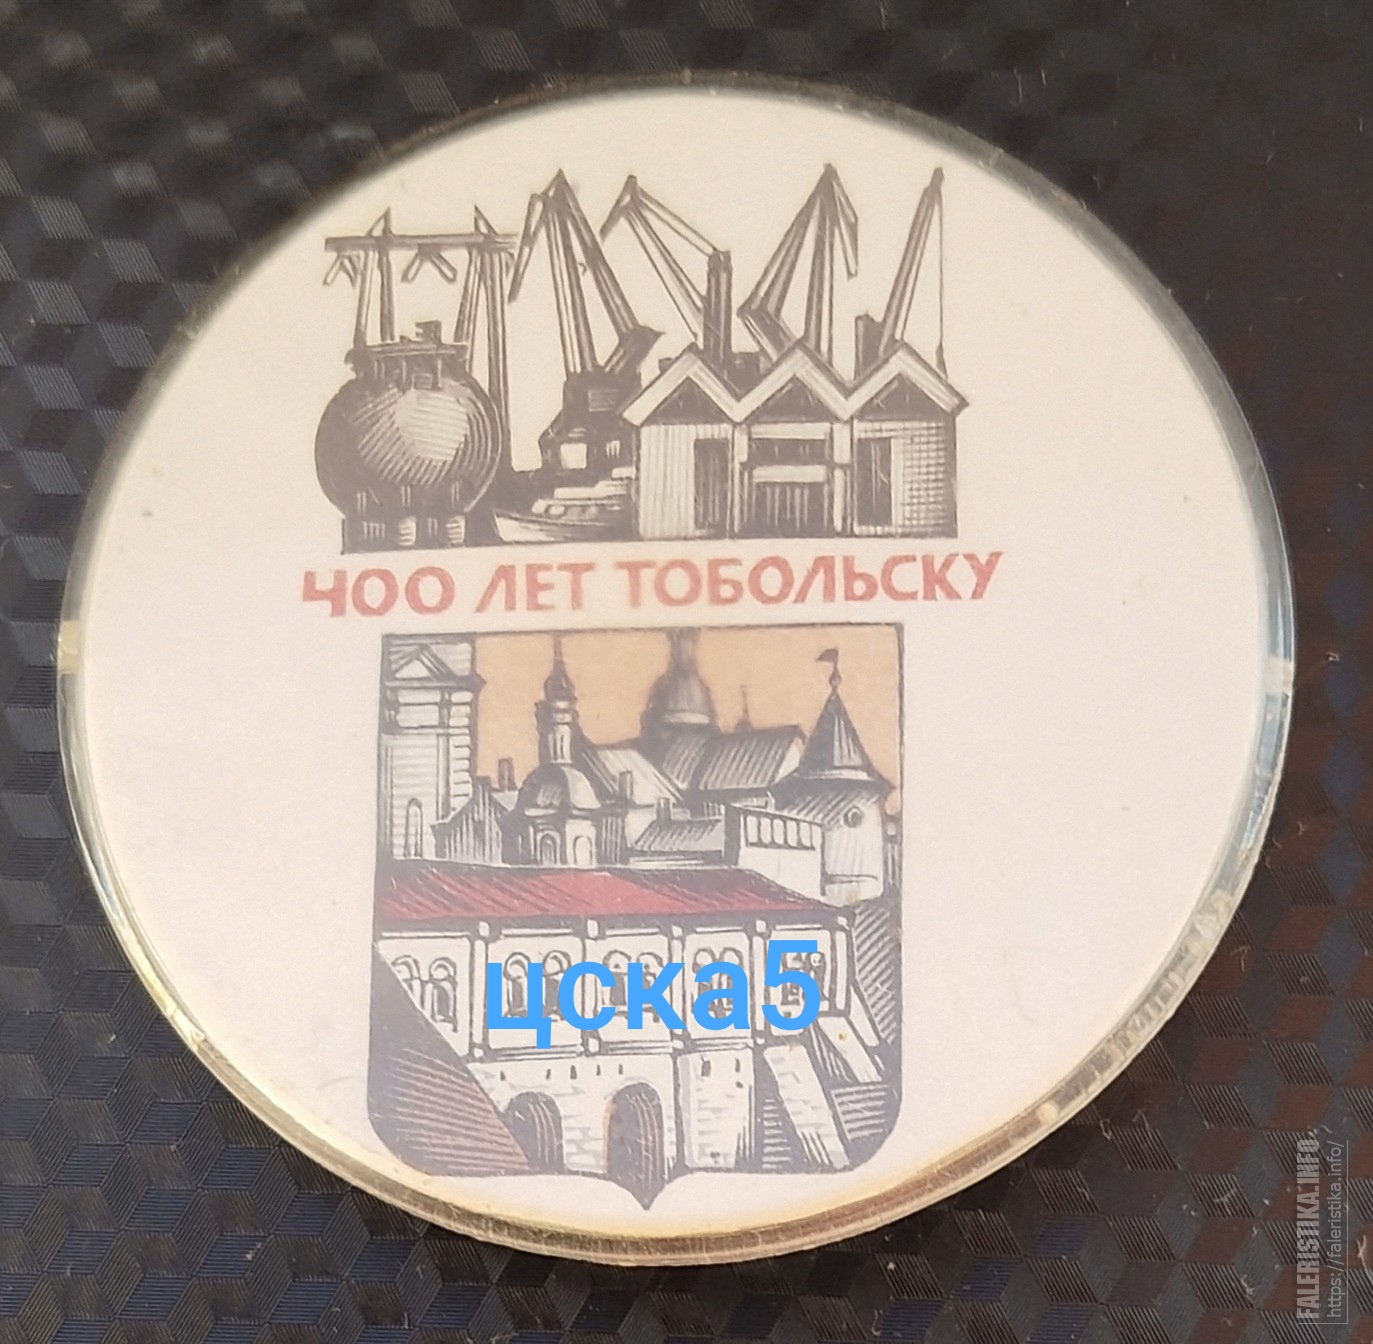 400 ЛЕТ ТОБОЛЬСКУ
цска5
FALERISTIKA.INFO
https://faleristika.info/